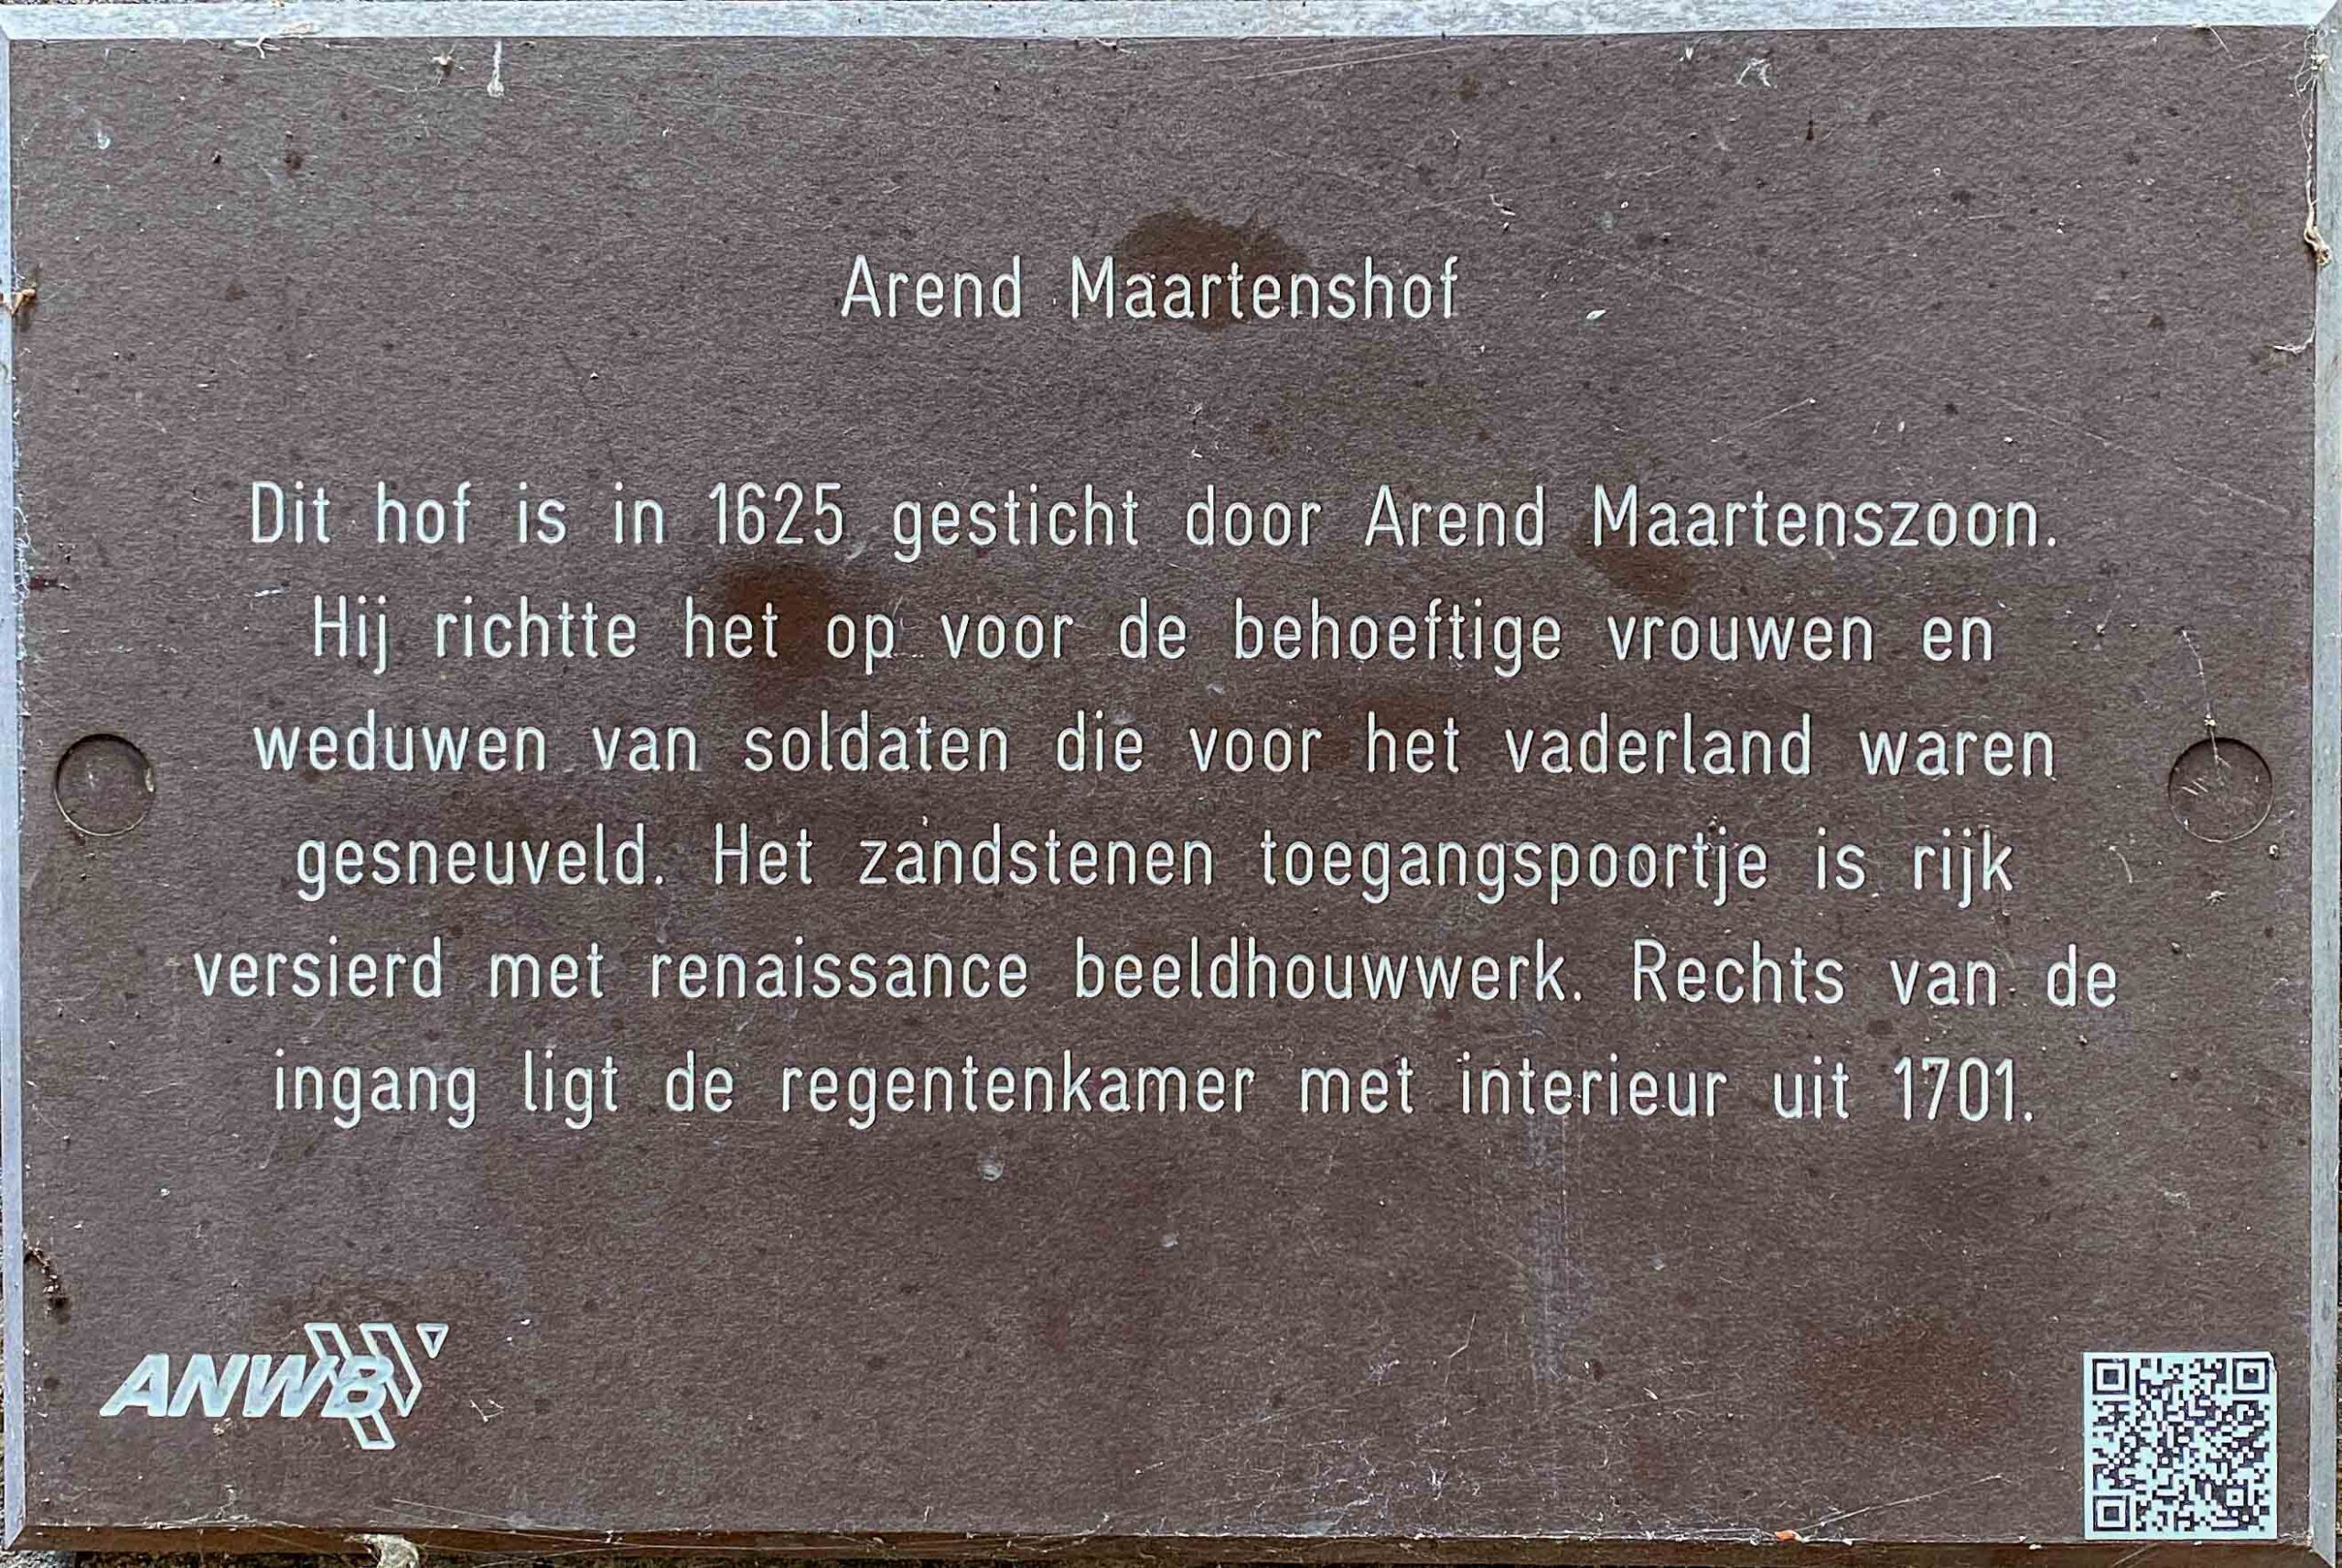 Arend Maartenshof
Dit hof is in 1625 gesticht door Arend Maartenszoon.
Hij richtte het op voor de behoeftige vrouwen en
weduwen van soldaten die voor het vaderland waren
gesneuveld. Het zandstenen toegangspoortje is rijk
versierd met renaissance beeldhouwwerk. Rechts van de
ingang ligt de regentenkamer met interieur uit 1701.
ANWB